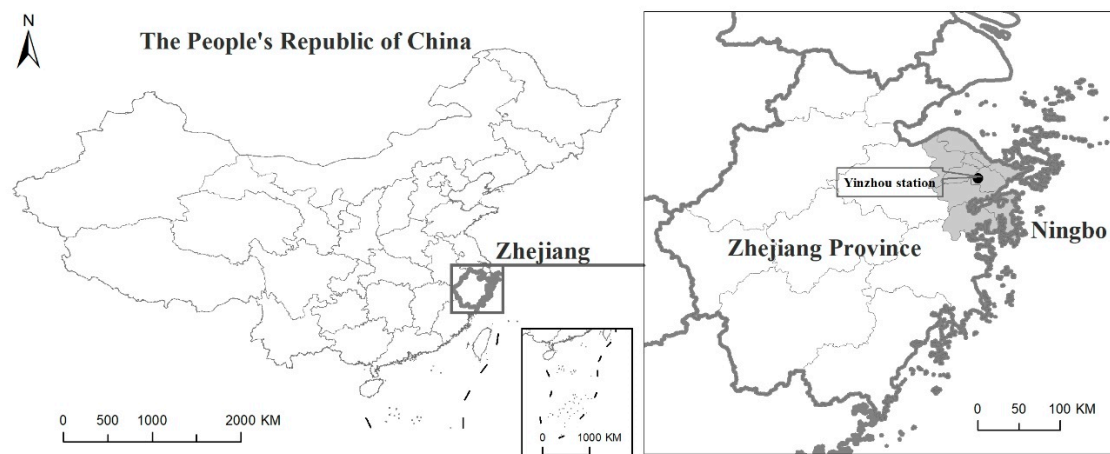 N
The People's Republic of China
Zhejiang
0 500 1000 2000 KM
0 1000 KM
Yinzhou station
Ningbo
Zhejiang Province
0 50 100 KM